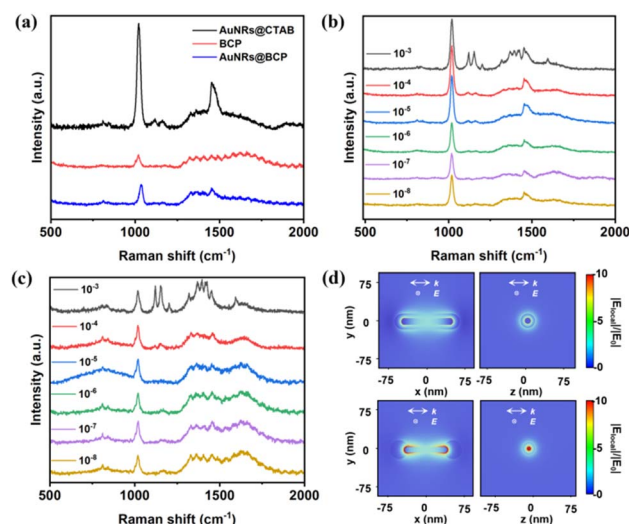 (a)
AuNRs@CTAB
BCP
AuNRs@BCP
Intensity (a.u.)
500 1000 1500 2000
Raman shift (cm⁻¹)
(b)
10⁻³
10⁻⁴
10⁻⁵
10⁻⁶
10⁻⁷
10⁻⁸
Intensity (a.u.)
500 1000 1500 2000
Raman shift (cm⁻¹)
(c)
10⁻³
10⁻⁴
10⁻⁵
10⁻⁶
10⁻⁷
10⁻⁸
Intensity (a.u.)
500 1000 1500 2000
Raman shift (cm⁻¹)
(d)
75
0
-75
y (nm)
k
E
k
E
-75 0 75
x (nm)
-75 0 75
z (nm)
10
5
0
|E local|/|E₀|
75
0
-75
y (nm)
k
E
k
E
-75 0 75
x (nm)
-75 0 75
z (nm)
10
5
0
|E local|/|E₀|